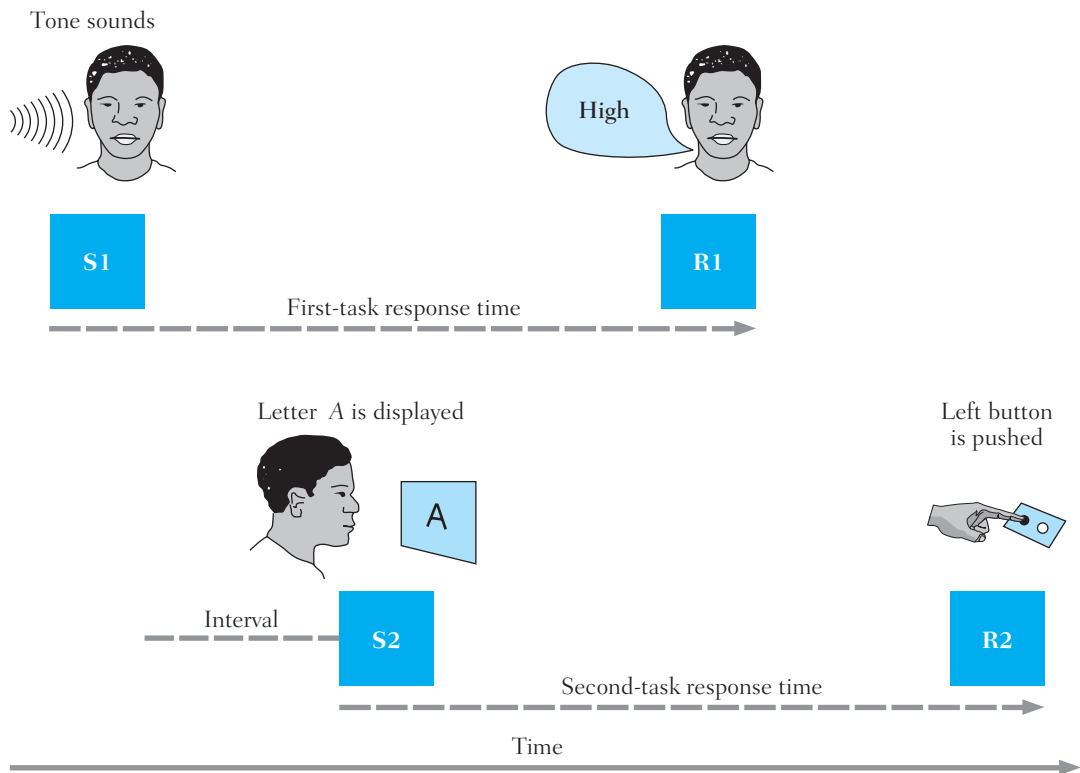 Tone sounds
High
S1
R1
First-task response time
Letter A is displayed
Left button
is pushed
A
Interval
S2
R2
Second-task response time
Time